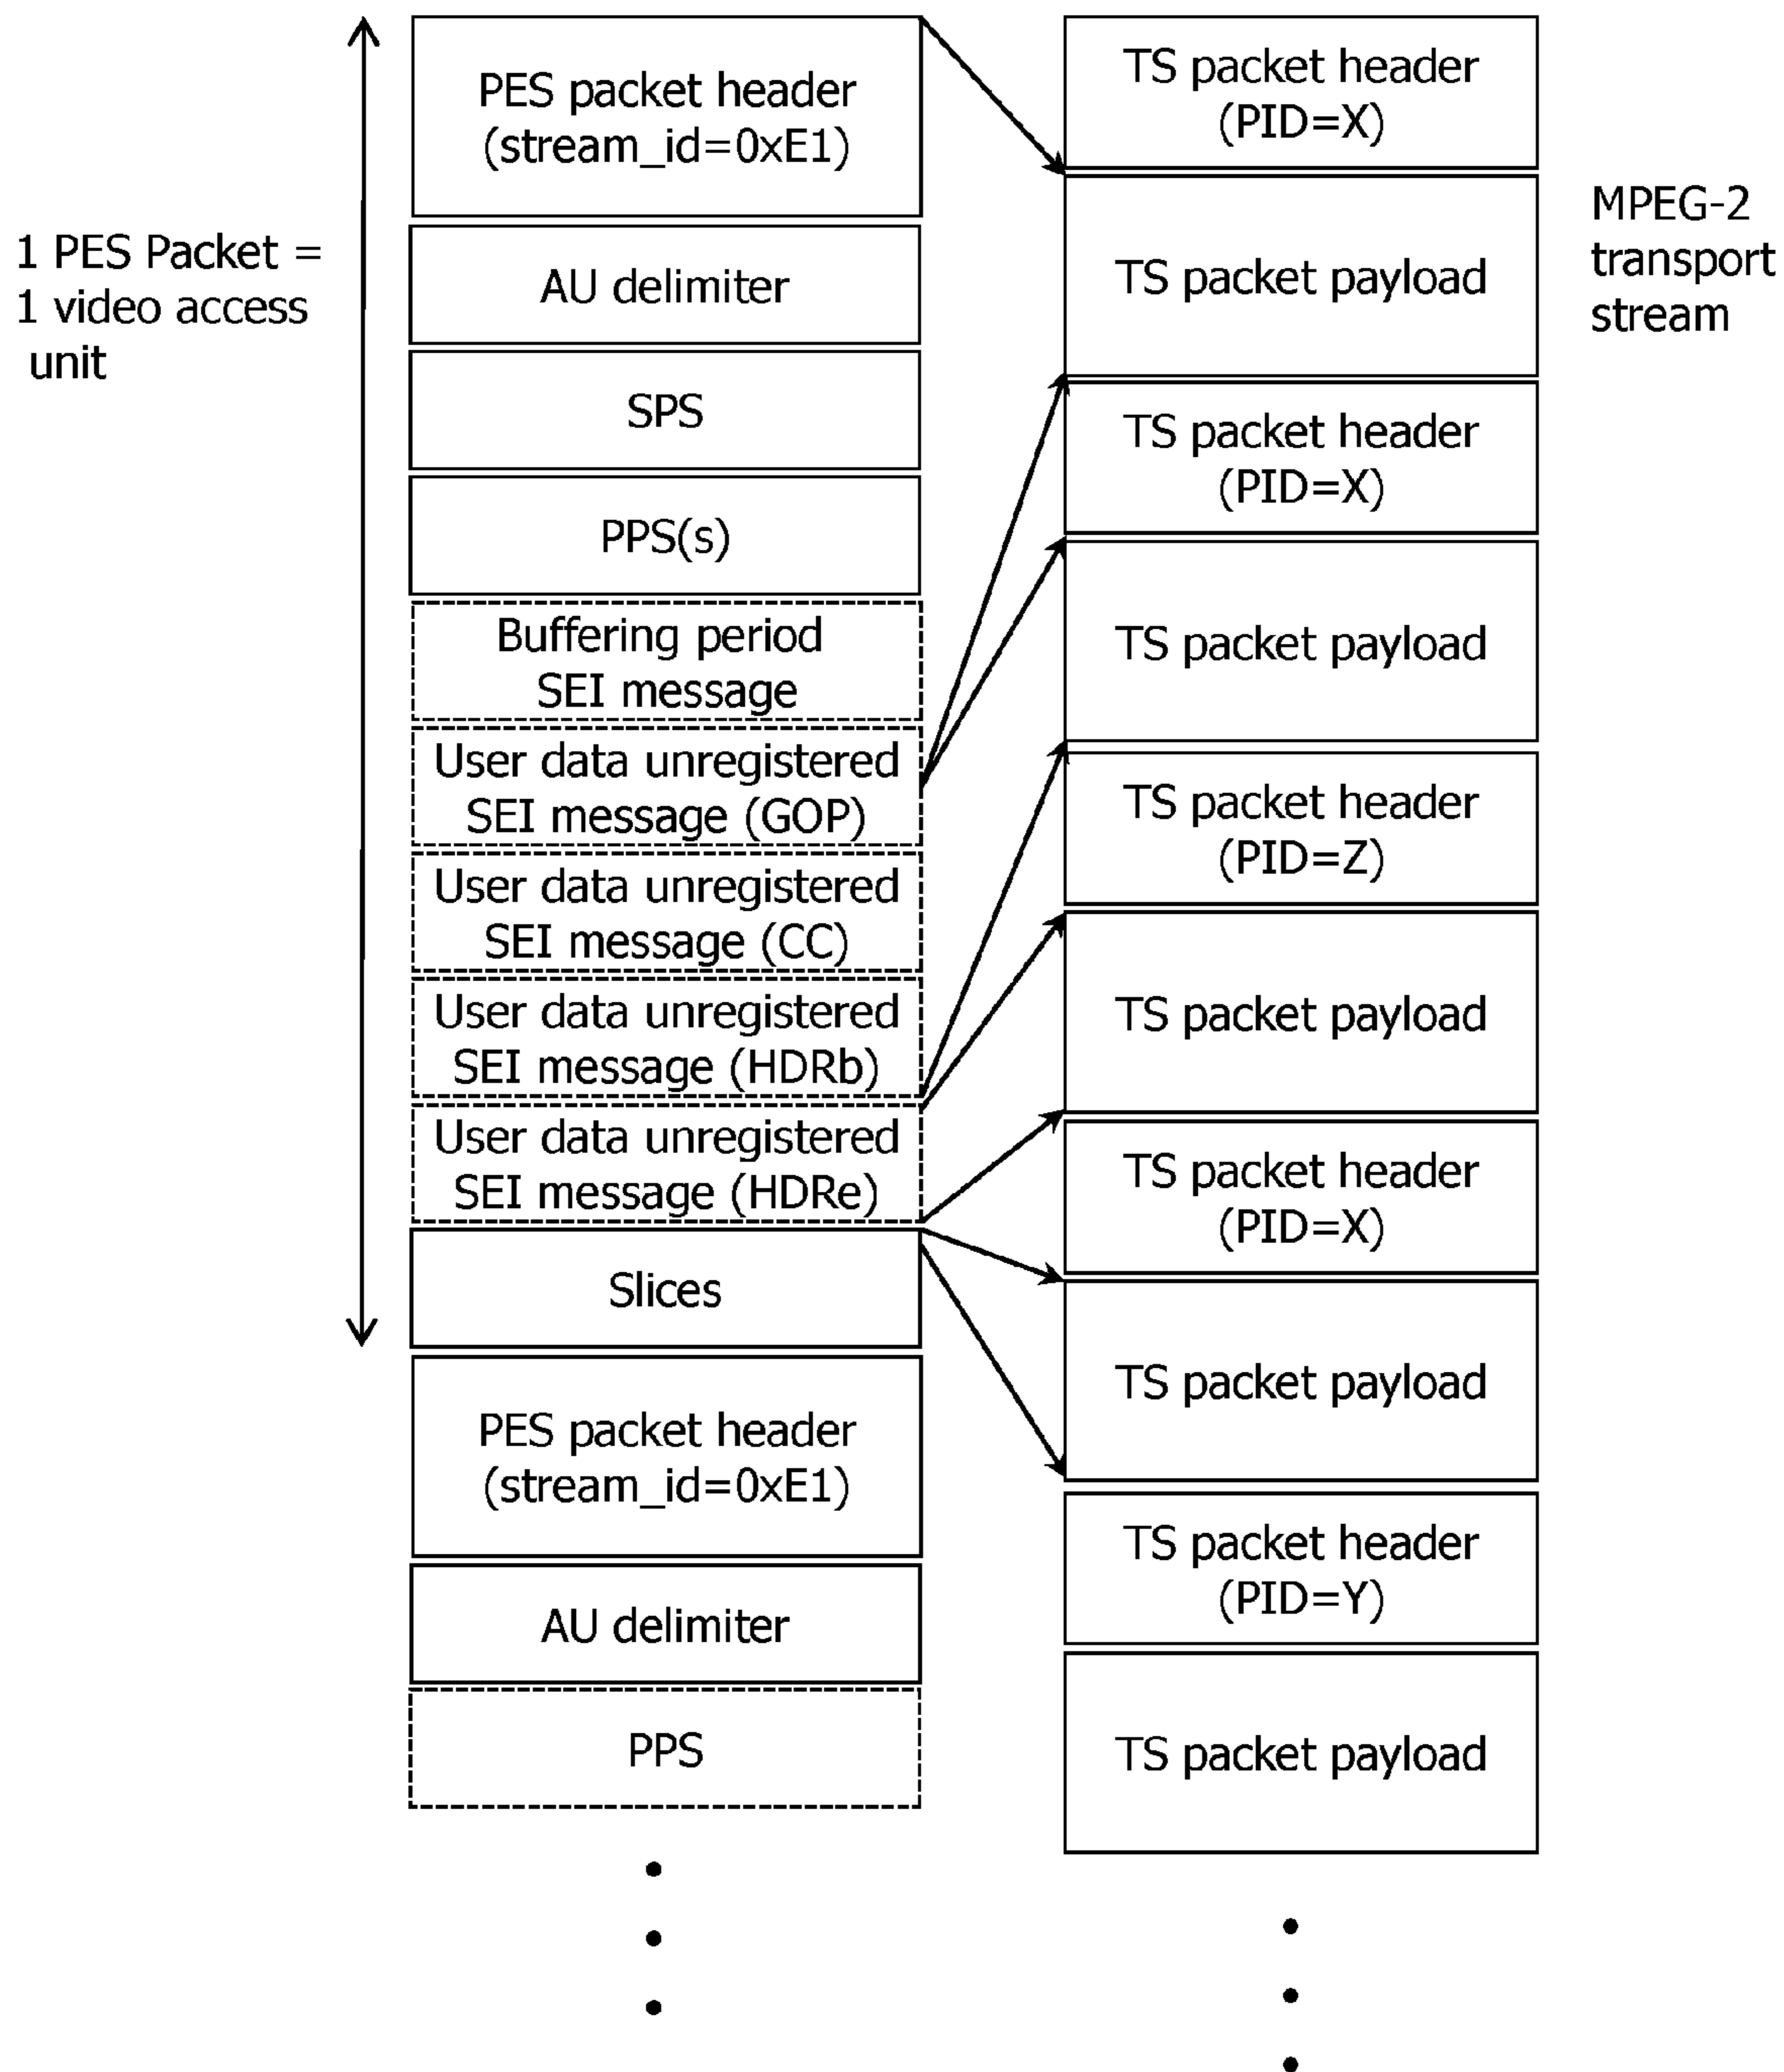 1 PES Packet =
1 video access
unit
PES packet header
(stream_id=0xE1)
AU delimiter
SPS
PPS(s)
Buffering period
SEI message
User data unregistered
SEI message (GOP)
User data unregistered
SEI message (CC)
User data unregistered
SEI message (HDRb)
User data unregistered
SEI message (HDRe)
Slices
PES packet header
(stream_id=0xE1)
AU delimiter
PPS
TS packet header
(PID=X)
TS packet payload
TS packet header
(PID=X)
TS packet payload
TS packet header
(PID=Z)
TS packet payload
TS packet header
(PID=X)
TS packet payload
TS packet header
(PID=Y)
TS packet payload
MPEG-2
transport
stream